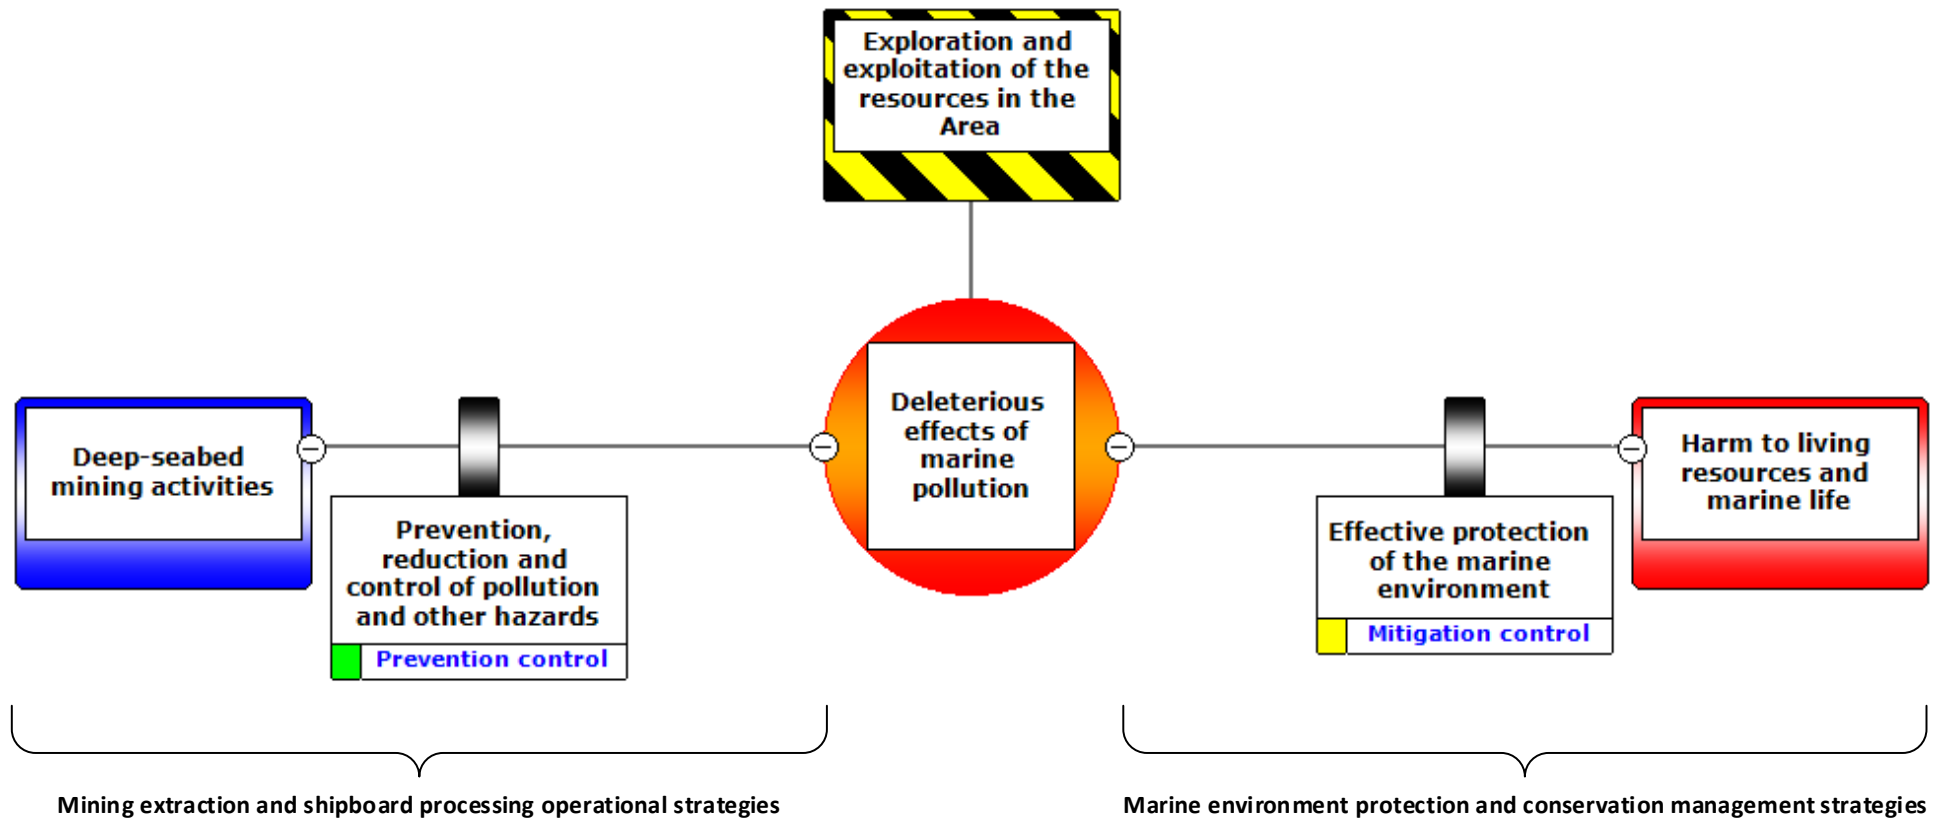 Exploration and
exploitation of the
resources in the
Area
Deleterious
effects of
marine
pollution
Deep-seabed
mining activities
Prevention,
reduction and
control of pollution
and other hazards
Prevention control
Effective protection
of the marine
environment
Mitigation control
Harm to living
resources and
marine life
Mining extraction and shipboard processing operational strategies
Marine environment protection and conservation management strategies